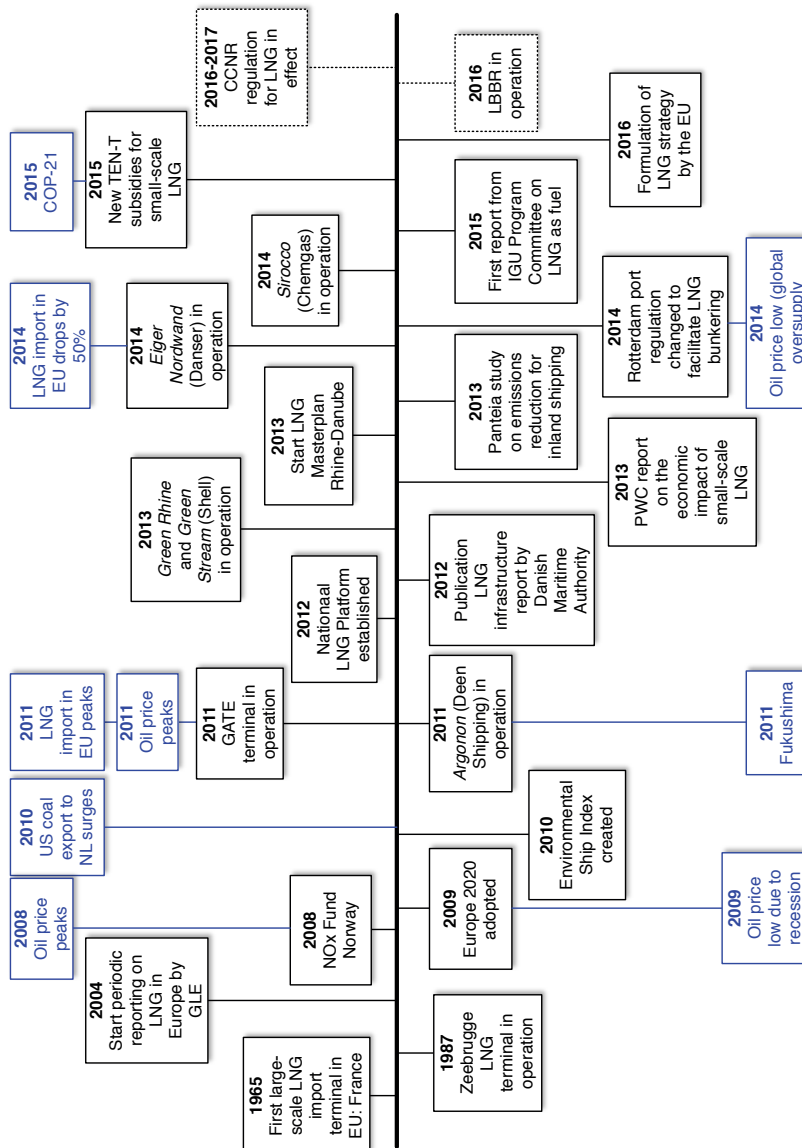 1965
First large-
scale LNG
import
terminal in
EU: France
2004
Start periodic
reporting on
LNG in
Europe by
GLE
2008
Oil price
peaks
2008
NOx Fund
Norway
2010
US coal
export to
NL surges
2011
LNG
import in
EU peaks
2011
Oil price
peaks
2011
GATE
terminal in
operation
2012
Nationaal
LNG Platform
established
2013
Green Rhine
and Green
Stream (Shell)
in operation
2013
Start LNG
Masterplan
Rhine-Danube
2014
LNG import in
EU drops by
50%
2014
Eiger
Nordwand
(Danser) in
operation
2014
Sirocco
(Chemgas)
in operation
2015
COP-21
2015
New TEN-T
subsidies for
small-scale
LNG
2016-2017
CCNR
regulation
for LNG in
effect
1987
Zeebrugge
LNG
terminal in
operation
2009
Europe 2020
adopted
2009
Oil price
low due to
recession
2010
Environmental
Ship Index
created
2011
Argonon (Deen
Shipping) in
operation
2011
Fukushima
2012
Publication
LNG
infrastructure
report by
Danish
Maritime
Authority
2013
PWC report
on the
economic
impact of
small-scale
LNG
2013
Panteia study
on emissions
reduction for
inland shipping
2014
Rotterdam port
regulation
changed to
facilitate LNG
bunkering
2014
Oil price low (global
oversupply
2015
First report from
IGU Program
Committee on
LNG as fuel
2016
Formulation of
LNG strategy
by the EU
2016
LBBR in
operation